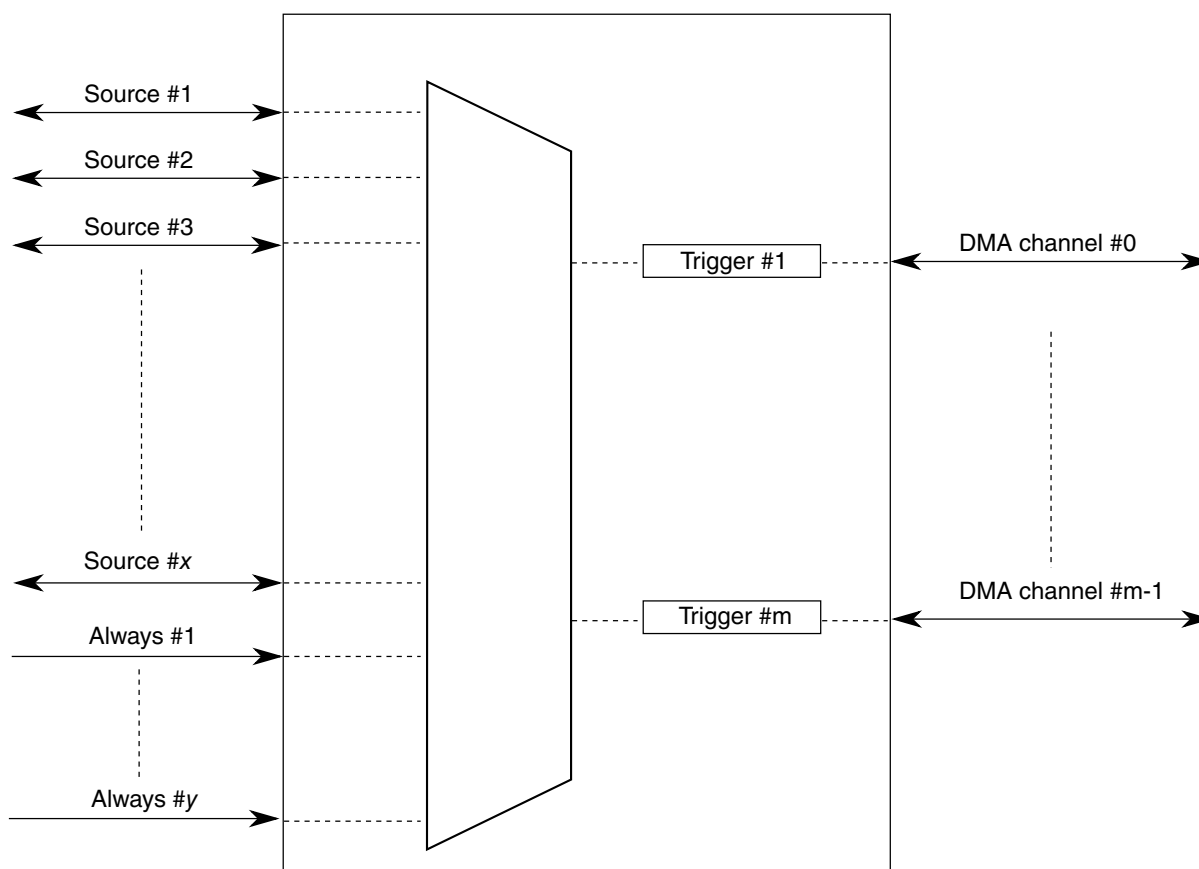 Source #1
Source #2
Source #3
Source #x
Always #1
Always #y
Trigger #1
Trigger #m
DMA channel #0
DMA channel #m-1